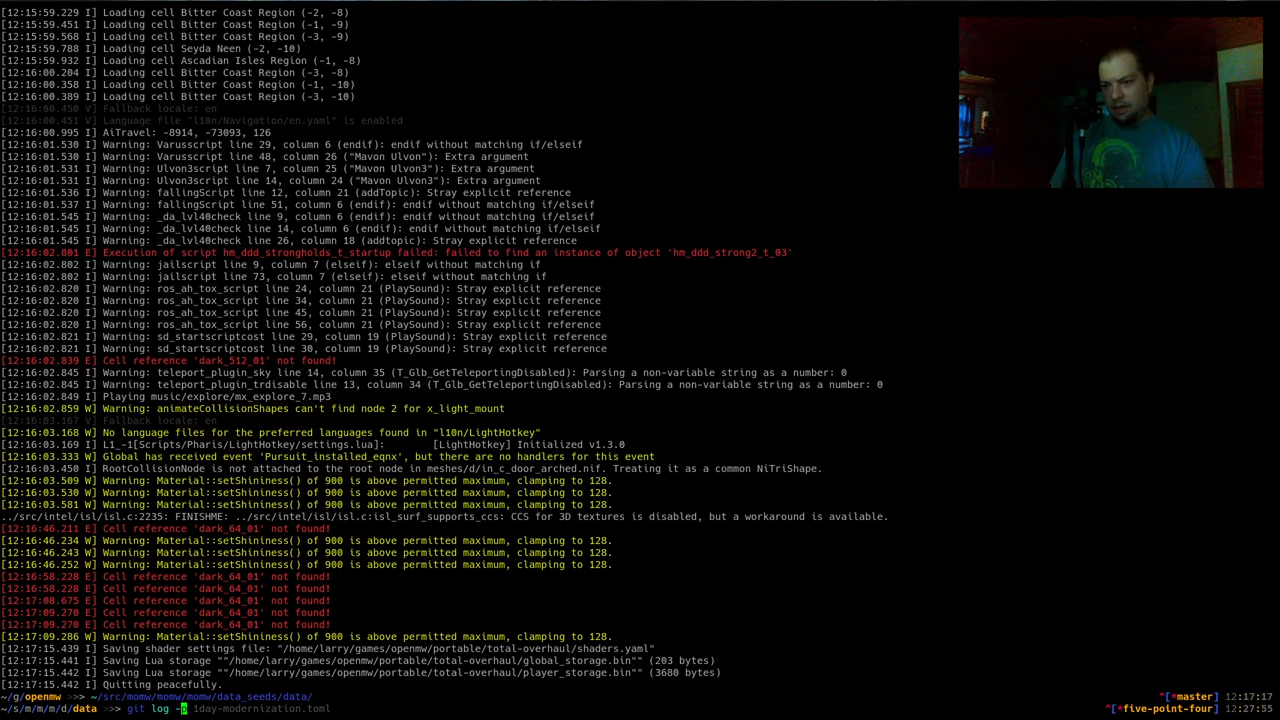 [12:15:59.229 I] Loading cell Bitter Coast Region (-2, -8)
[12:15:59.451 I] Loading cell Bitter Coast Region (-1, -9)
[12:15:59.568 I] Loading cell Bitter Coast Region (-3, -9)
[12:15:59.788 I] Loading cell Seyda Neen (-2, -10)
[12:15:59.932 I] Loading cell Ascadian Isles Region (-1, -8)
[12:16:00.204 I] Loading cell Bitter Coast Region (-3, -8)
[12:16:00.358 I] Loading cell Bitter Coast Region (-1, -10)
[12:16:00.389 I] Loading cell Bitter Coast Region (-3, -10)
[12:16:00.450 V] Fallback locale: en
[12:16:00.451 V] Language file "l10n/Navigation/en.yaml" is enabled
[12:16:00.995 I] AiTravel: -8914, -73093, 126
[12:16:01.530 I] Warning: Varusscript line 29, column 6 (endif): endif without matching if/elseif
[12:16:01.530 I] Warning: Varusscript line 48, column 26 ("Mavon Ulvon"): Extra argument
[12:16:01.531 I] Warning: Ulvon3script line 7, column 25 ("Mavon Ulvon3"): Extra argument
[12:16:01.531 I] Warning: Ulvon3script line 14, column 24 ("Mavon Ulvon3"): Extra argument
[12:16:01.536 I] Warning: fallingScript line 12, column 21 (addTopic): Stray explicit reference
[12:16:01.537 I] Warning: fallingScript line 51, column 6 (endif): endif without matching if/elseif
[12:16:01.545 I] Warning: _da_lvl40check line 9, column 6 (endif): endif without matching if/elseif
[12:16:01.545 I] Warning: _da_lvl40check line 14, column 6 (endif): endif without matching if/elseif
[12:16:01.545 I] Warning: _da_lvl40check line 26, column 18 (addtopic): Stray explicit reference
[12:16:02.801 E] Execution of script hm_ddd_strongholds_t_startup failed: failed to find an instance of object 'hm_ddd_strong2_t_03'
[12:16:02.802 I] Warning: jailscript line 9, column 7 (elseif): elseif without matching if
[12:16:02.802 I] Warning: jailscript line 73, column 7 (elseif): elseif without matching if
[12:16:02.820 I] Warning: ros_ah_tox_script line 24, column 21 (PlaySound): Stray explicit reference
[12:16:02.820 I] Warning: ros_ah_tox_script line 34, column 21 (PlaySound): Stray explicit reference
[12:16:02.820 I] Warning: ros_ah_tox_script line 45, column 21 (PlaySound): Stray explicit reference
[12:16:02.820 I] Warning: ros_ah_tox_script line 56, column 21 (PlaySound): Stray explicit reference
[12:16:02.821 I] Warning: sd_startscriptcost line 29, column 19 (PlaySound): Stray explicit reference
[12:16:02.821 I] Warning: sd_startscriptcost line 30, column 19 (PlaySound): Stray explicit reference
[12:16:02.839 E] Cell reference 'dark_512_01' not found!
[12:16:02.845 I] Warning: teleport_plugin_sky line 14, column 35 (T_Glb_GetTeleportingDisabled): Parsing a non-variable string as a number: 0
[12:16:02.845 I] Warning: teleport_plugin_trdisable line 13, column 34 (T_Glb_GetTeleportingDisabled): Parsing a non-variable string as a number: 0
[12:16:02.849 I] Playing music/explore/mx_explore_7.mp3
[12:16:02.859 W] Warning: animateCollisionShapes can't find node 2 for x_light_mount
[12:16:03.167 V] Fallback locale: en
[12:16:03.168 W] No language files for the preferred languages found in "l10n/LightHotkey"
[12:16:03.169 I] L1_-1[Scripts/Pharis/LightHotkey/settings.lua]:        [LightHotkey] Initialized v1.3.0
[12:16:03.333 W] Global has received event 'Pursuit_installed_eqnx', but there are no handlers for this event
[12:16:03.450 I] RootCollisionNode is not attached to the root node in meshes/d/in_c_door_arched.nif. Treating it as a common NiTriShape.
[12:16:03.509 W] Warning: Material::setShininess() of 900 is above permitted maximum, clamping to 128.
[12:16:03.530 W] Warning: Material::setShininess() of 900 is above permitted maximum, clamping to 128.
[12:16:03.581 W] Warning: Material::setShininess() of 900 is above permitted maximum, clamping to 128.
../src/intel/isl/isl.c:2235: FINISHME: ../src/intel/isl/isl.c:isl_surf_supports_ccs: CCS for 3D textures is disabled, but a workaround is available.
[12:16:46.211 E] Cell reference 'dark_64_01' not found!
[12:16:46.234 W] Warning: Material::setShininess() of 900 is above permitted maximum, clamping to 128.
[12:16:46.243 W] Warning: Material::setShininess() of 900 is above permitted maximum, clamping to 128.
[12:16:46.252 W] Warning: Material::setShininess() of 900 is above permitted maximum, clamping to 128.
[12:16:58.228 E] Cell reference 'dark_64_01' not found!
[12:16:58.228 E] Cell reference 'dark_64_01' not found!
[12:17:08.675 E] Cell reference 'dark_64_01' not found!
[12:17:09.270 E] Cell reference 'dark_64_01' not found!
[12:17:09.270 E] Cell reference 'dark_64_01' not found!
[12:17:09.286 W] Warning: Material::setShininess() of 900 is above permitted maximum, clamping to 128.
[12:17:15.439 I] Saving shader settings file: "/home/larry/games/openmw/portable/total-overhaul/shaders.yaml"
[12:17:15.441 I] Saving Lua storage ""/home/larry/games/openmw/portable/total-overhaul/global_storage.bin"" (203 bytes)
[12:17:15.442 I] Saving Lua storage ""/home/larry/games/openmw/portable/total-overhaul/player_storage.bin"" (3680 bytes)
[12:17:15.442 I] Quitting peacefully.
~/g/openmw >>> ~/src/momw/momw/momw/data_seeds/data/ ^[*master] 12:17:17
~/s/m/m/m/d/data >>> git log -p 1day-modernization.toml ^[*five-point-four] 12:27:55